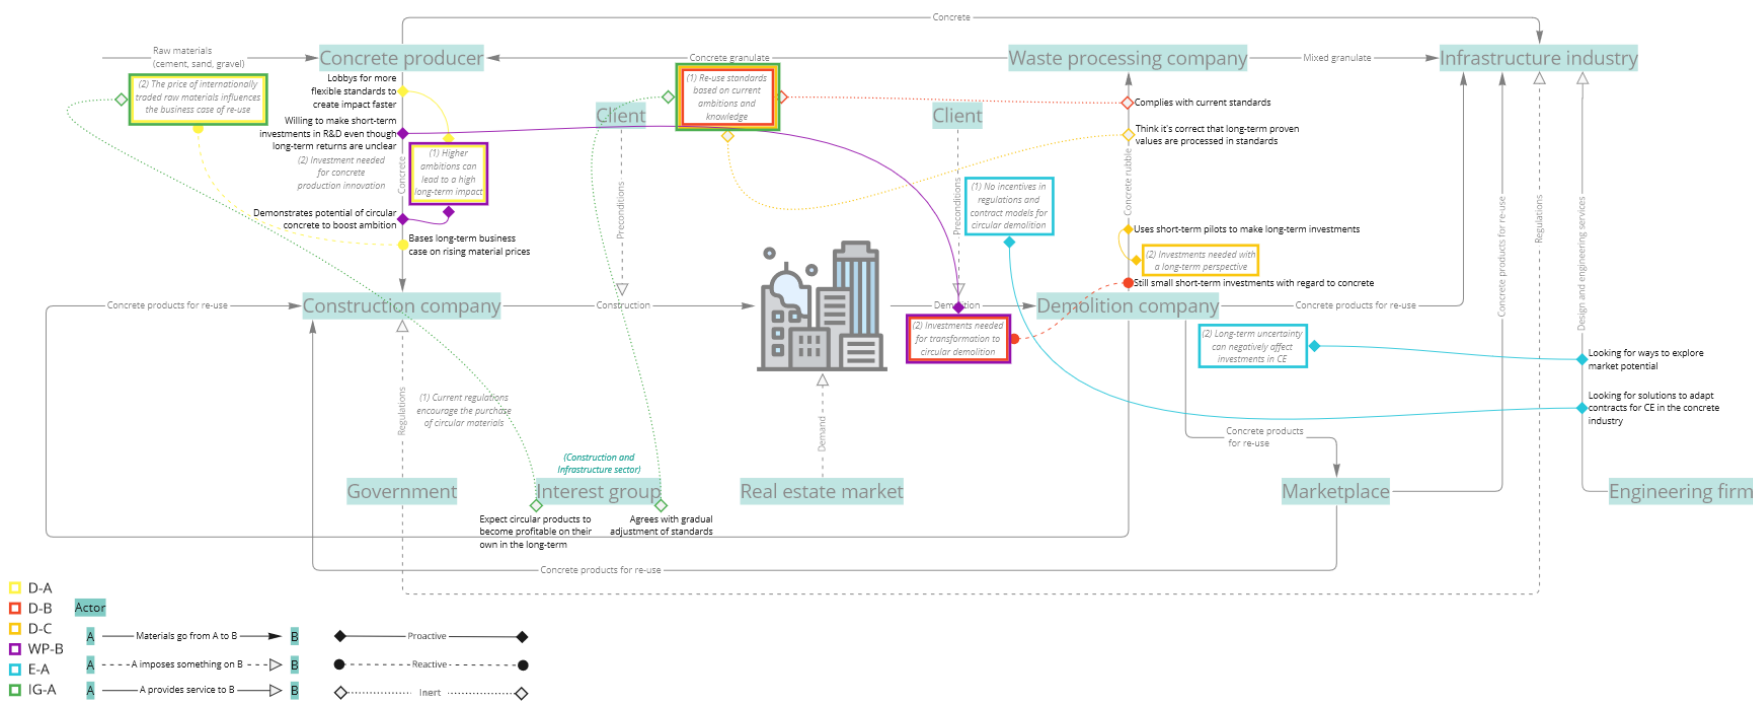 Concrete
Raw materials
(cement, sand, gravel)
Concrete producer
Concrete granulate
Waste processing company
Mixed granulate
Infrastructure industry
(2) The price of internationally
traded raw materials influences
the business case of re-use
Lobbys for more
flexible standards to
create impact faster
Willing to make short-term
investments in R&D even though
long-term returns are unclear
(2) Investment needed
for concrete
production innovation
Concrete
(1) Higher
ambitions can
lead to a high
long-term impact
Demonstrates potential of circular
concrete to boost ambition
Bases long-term business
case on rising material prices
Client
Preconditions
(1) Re-use standards
based on current
ambitions and
knowledge
Client
Preconditions
(1) No incentives in
regulations and
contract models for
circular demolition
Complies with current standards
Think it's correct that long-term proven
values are processed in standards
Concrete rubble
Uses short-term pilots to make long-term investments
(2) Investments needed with
a long-term perspective
Still small short-term investments with regard to concrete
Concrete products for re-use
Regulations
Design and engineering services
Concrete products for re-use
Construction company
Construction
Demolition
Demolition company
Concrete products for re-use
(2) Investments needed
for transformation to
circular demolition
(2) Long-term uncertainty
can negatively affect
investments in CE
Looking for ways to explore
market potential
Looking for solutions to adapt
contracts for CE in the concrete
industry
Regulations
(1) Current regulations
encourage the purchase
of circular materials
Demand
Concrete products
for re-use
(Construction and
Infrastructure sector)
Government
Interest group
Real estate market
Marketplace
Engineering firm
Expect circular products to
become profitable on their
own in the long-term
Agrees with gradual
adjustment of standards
Concrete products for re-use
D-A
D-B
D-C
WP-B
E-A
IG-A
Actor
A Materials go from A to B B
A A imposes something on B B
A A provides service to B B
Proactive
Reactive
Inert